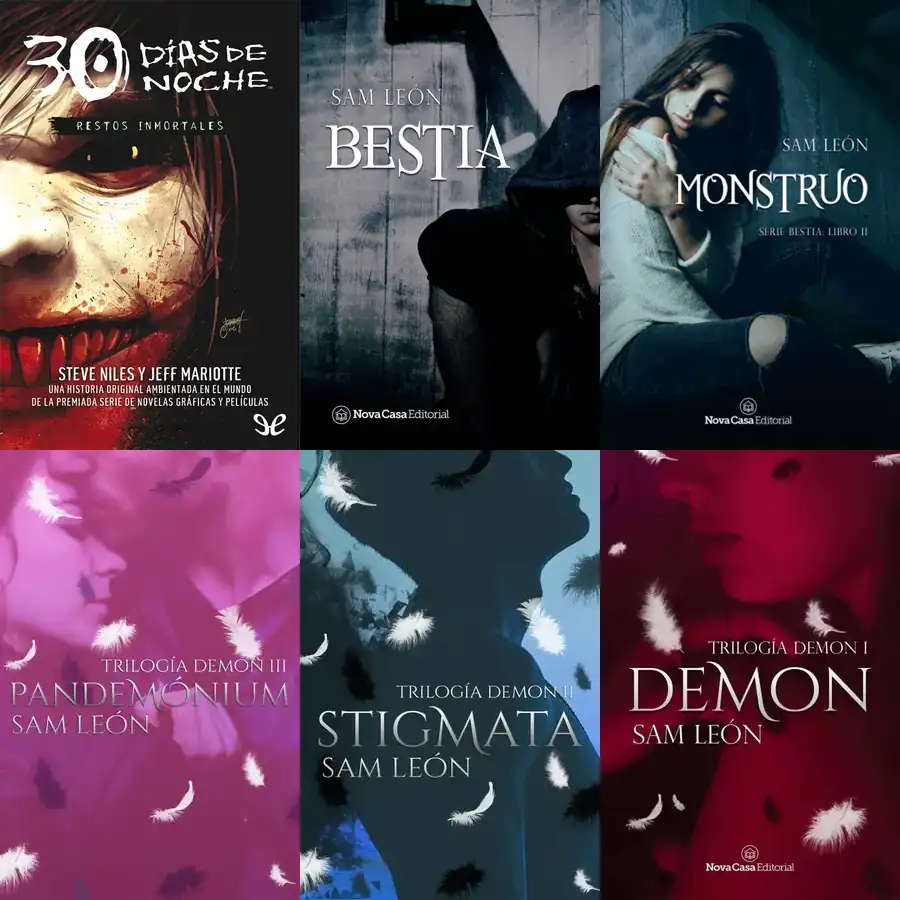 30 DÍAS DE
NOCHE
RESTOS INMORTALES
STEVE NILES Y JEFF MARIOTTE
UNA HISTORIA ORIGINAL AMBIENTADA EN EL MUNDO
DE LA PREMIADA SERIE DE NOVELAS GRÁFICAS Y PELÍCULAS
SAM LEÓN
BESTIA
Nova Casa Editorial
SAM LEÓN
MONSTRUO
SERIE BESTIA: LIBRO II
Nova Casa Editorial
TRILOGÍA DEMON III
PANDEMÓNIUM
SAM LEÓN
TRILOGÍA DEMON II
STIGMATA
SAM LEÓN
TRILOGÍA DEMON I
DEMON
SAM LEÓN
Nova Casa Editorial